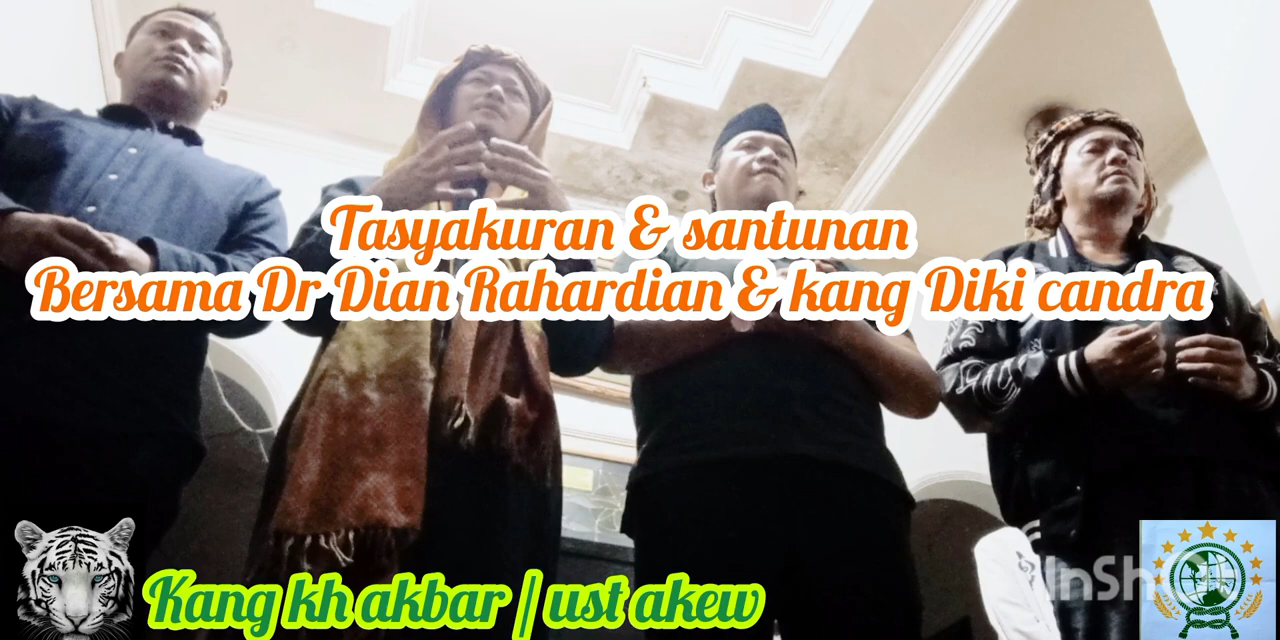 Tasyakuran & santunan
Bersama Dr Dian Rahardian & kang Diki candra
Kang kh akbar / ust akew